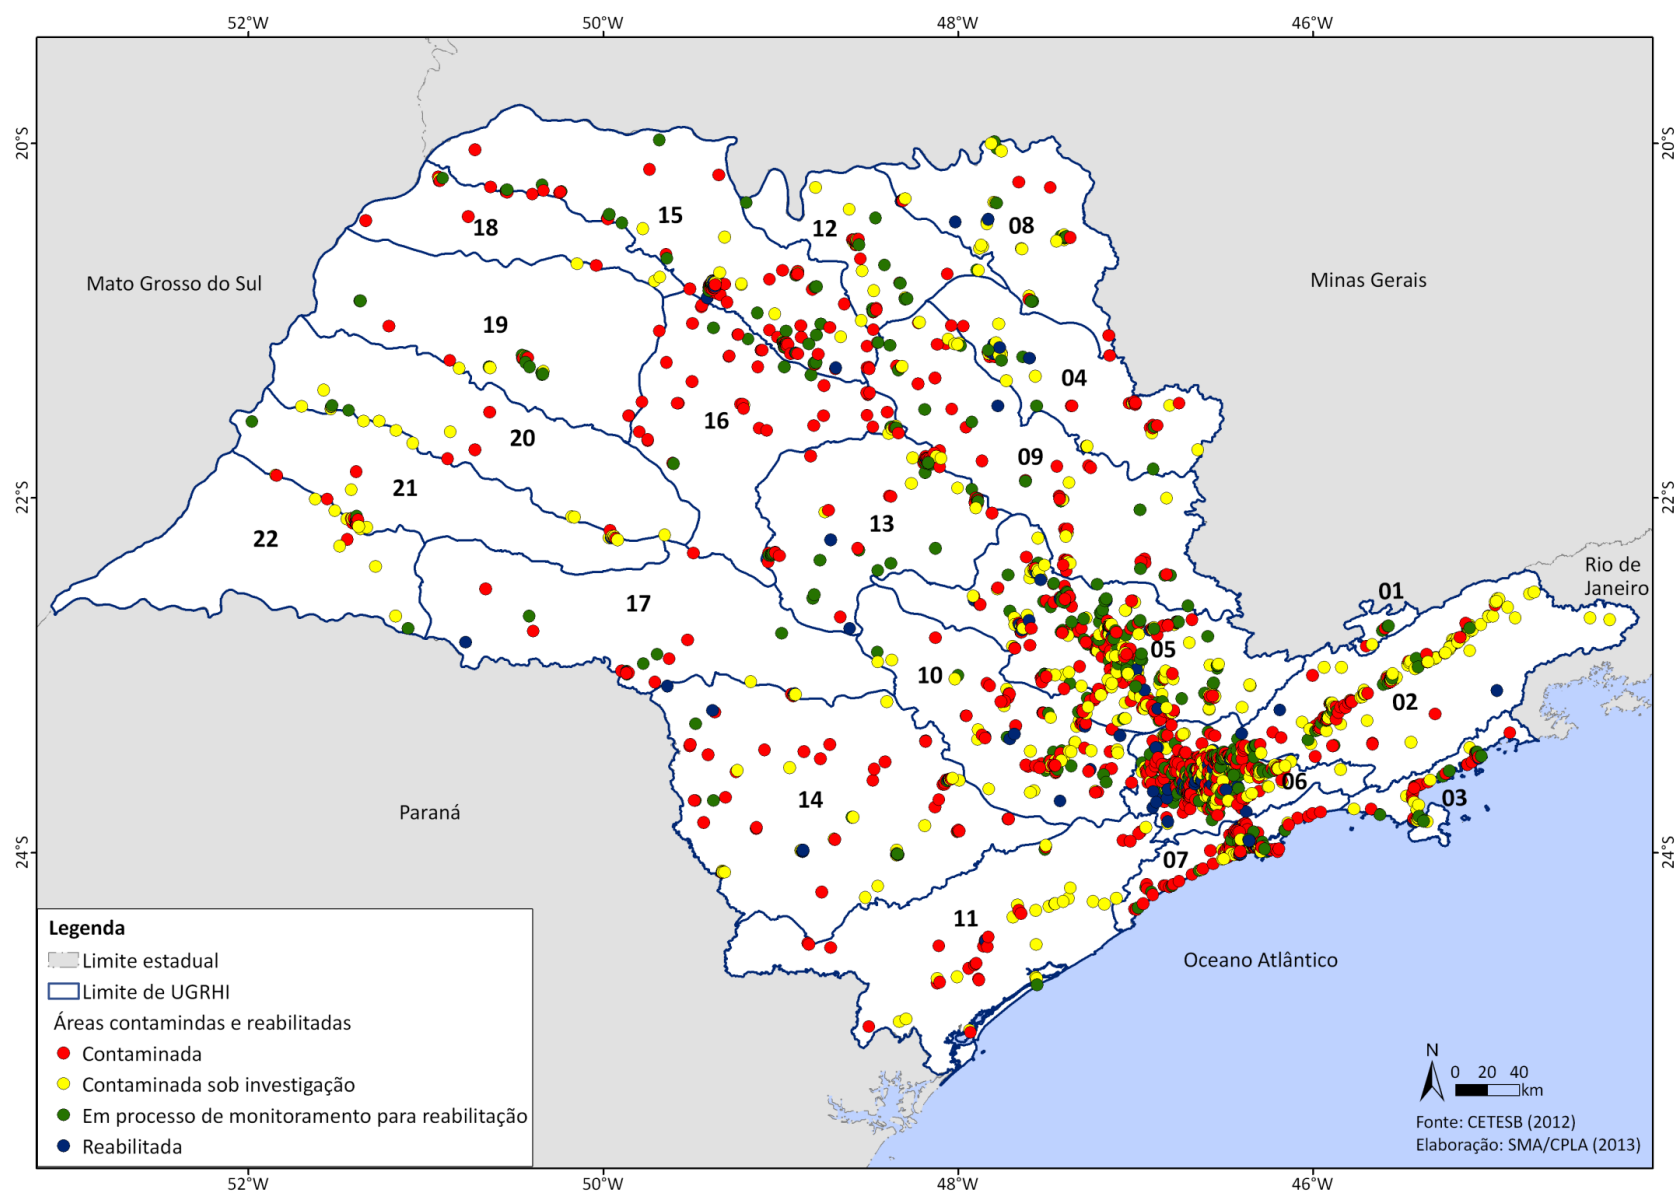 52°W
50°W
48°W
46°W
20°S
20°S
Mato Grosso do Sul
Minas Gerais
Rio de
Janeiro
15
18
12
08
19
04
16
20
09
21
13
22
17
01
05
10
02
06
03
14
07
11
22°S
22°S
24°S
24°S
Paraná
Oceano Atlântico
Legenda
Limite estadual
Limite de UGRHI
Áreas contamindas e reabilitadas
Contaminada
Contaminada sob investigação
Em processo de monitoramento para reabilitação
Reabilitada
N
0 20 40
km
Fonte: CETESB (2012)
Elaboração: SMA/CPLA (2013)
52°W
50°W
48°W
46°W